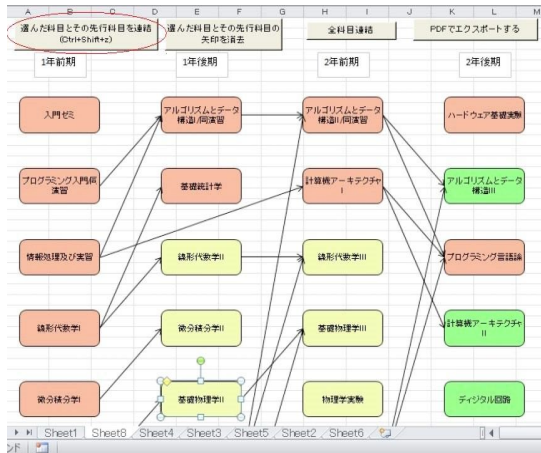 A B C D E F G H I J K L M
選んだ科目とその先行科目を連結
(Ctrl+Shift+z)
選んだ科目とその先行科目の
矢印を消去
全科目連結
PDFでエクスポートする
1年前期
1年後期
2年前期
2年後期
入門ゼミ
アルゴリズムとデータ
構造I/同演習
アルゴリズムとデータ
構造II/同演習
ハードウェア基礎実験
プログラミング入門/同
演習
基礎統計学
計算機アーキテクチャ
I
アルゴリズムとデータ
構造III
情報処理及び実習
線形代数学II
線形代数学III
プログラミング言語論
線形代数学I
微分積分学II
基礎物理学III
計算機アーキテクチャ
II
微分積分学I
基礎物理学II
物理学実験
ディジタル回路
Sheet1 Sheet8 Sheet4 Sheet3 Sheet5 Sheet2 Sheet6
ンド